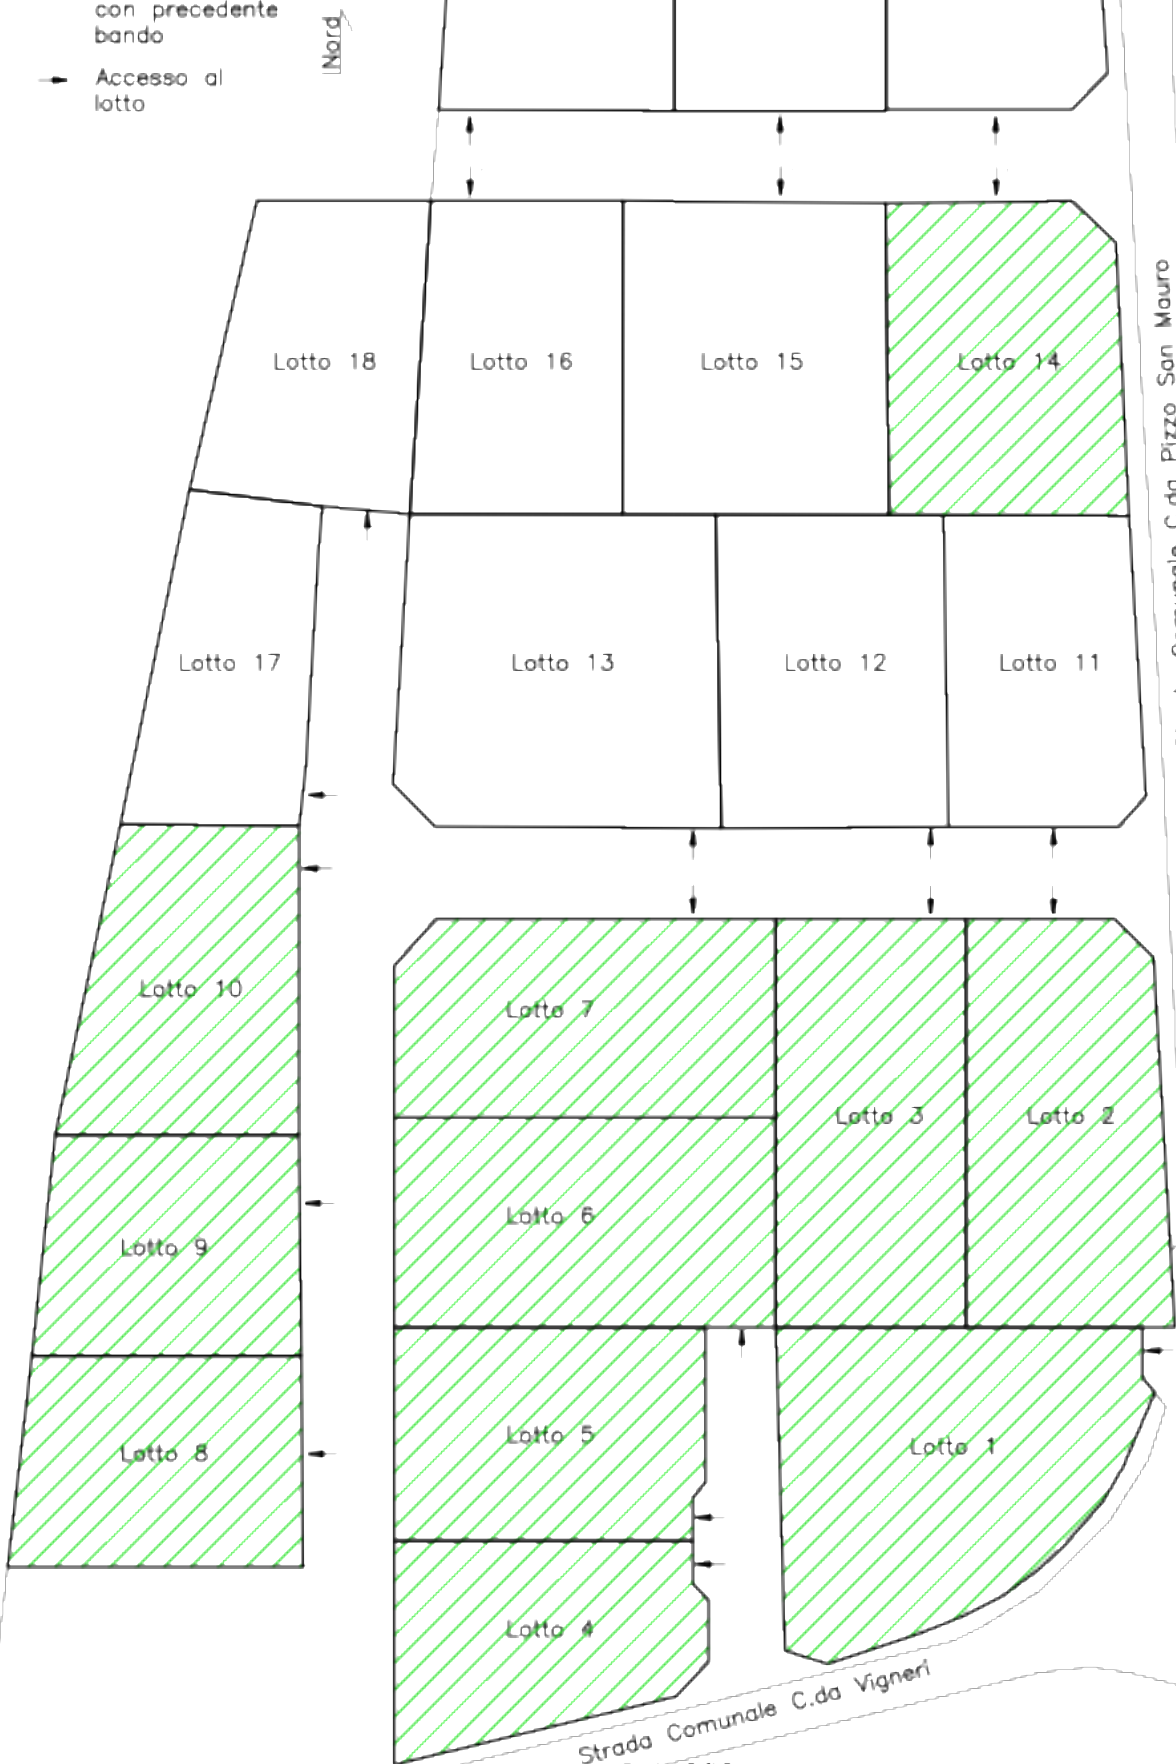 con precedente
bando
Accesso al
lotto
Nord
Lotto 18
Lotto 16
Lotto 15
Lotto 14
Lotto 17
Lotto 13
Lotto 12
Lotto 11
Lotto 10
Lotto 7
Lotto 3
Lotto 2
Lotto 6
Lotto 9
Lotto 5
Lotto 1
Lotto 8
Lotto 4
Comunale C.da Pizzo San Mauro
Strada Comunale C.da Vigneri